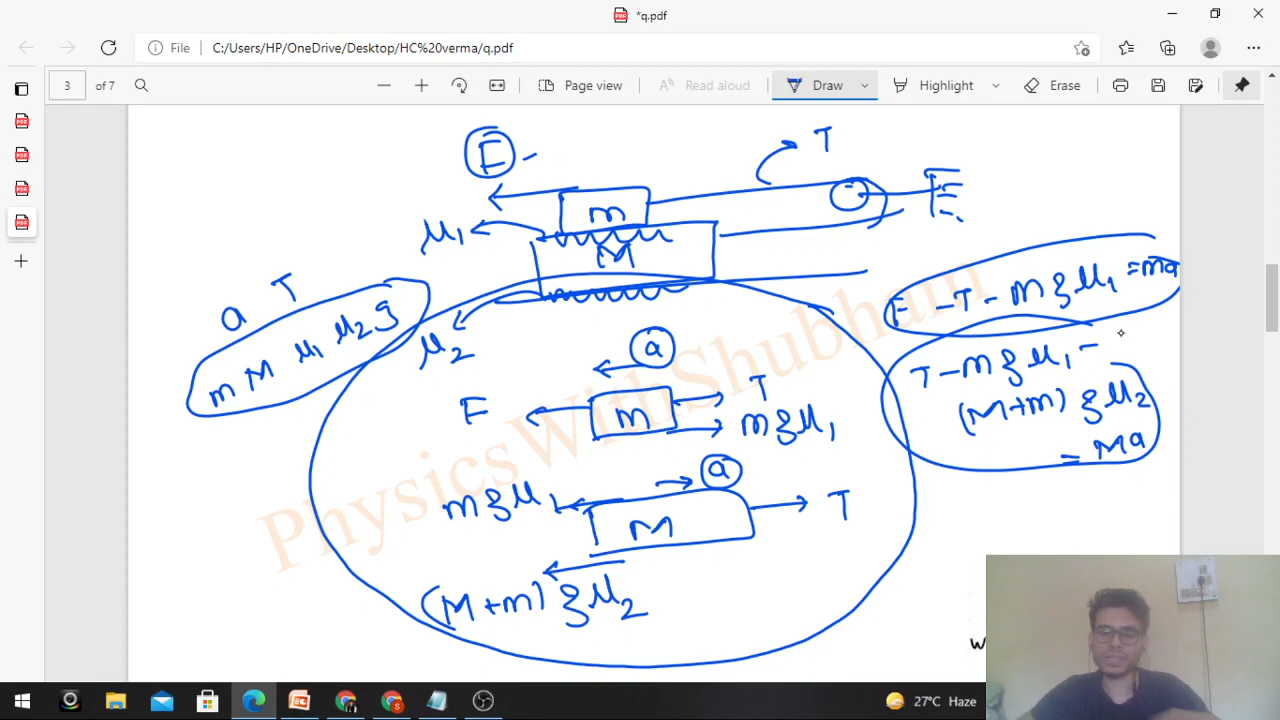 *q.pdf
File C:/Users/HP/OneDrive/Desktop/HC%20verma/q.pdf
3 of 7 Page view Read aloud Draw Highlight Erase
F
T
m
μ1
M
μ2
a T
m M μ1 μ2 g
F - T - mgμ1 = ma
T - mgμ1 -
(M+m) gμ2
= Ma
a
F m T
mgμ1
a
mgμ1 M T
(M+m) gμ2
PhysicsWithShubham
W
27°C Haze